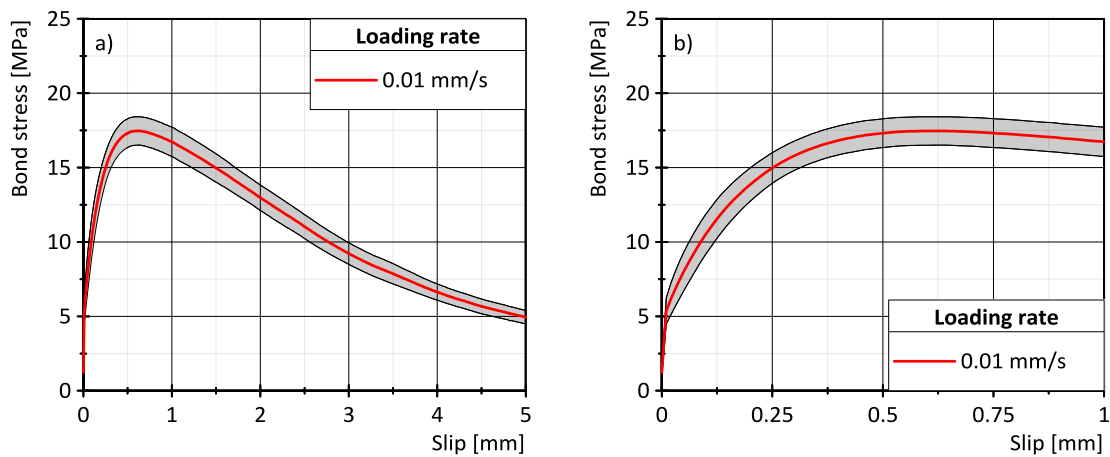 a)
Bond stress [MPa]
25
20
15
10
5
0
0 1 2 3 4 5
Slip [mm]
Loading rate
0.01 mm/s
b)
Bond stress [MPa]
25
20
15
10
5
0
0 0.25 0.5 0.75 1
Slip [mm]
Loading rate
0.01 mm/s